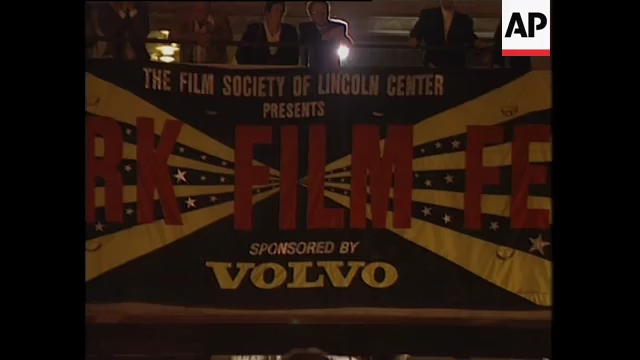 AP
THE FILM SOCIETY OF LINCOLN CENTER
PRESENTS
RK FILM FE
SPONSORED BY
VOLVO